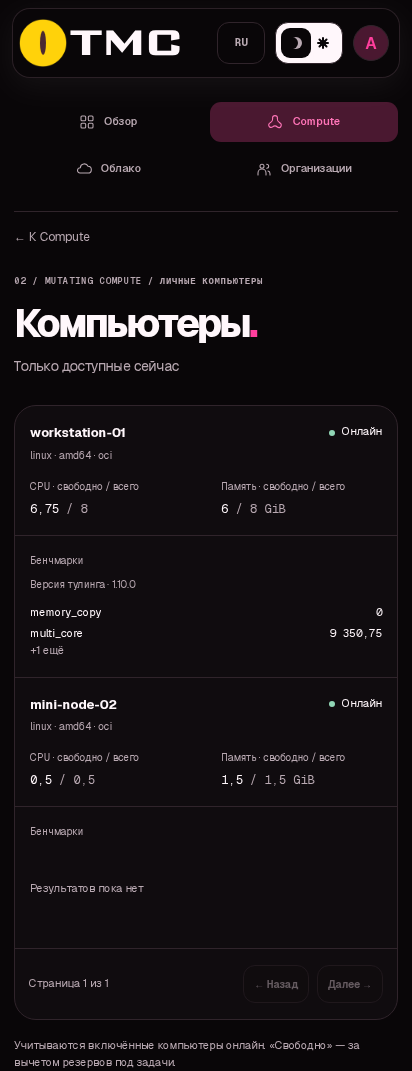 TMC
RU
A
Обзор
Compute
Облако
Организации
← К Compute
02 / MUTATING COMPUTE / ЛИЧНЫЕ КОМПЬЮТЕРЫ
Компьютеры.
Только доступные сейчас
workstation-01
Онлайн
linux · amd64 · oci
CPU · свободно / всего
Память · свободно / всего
6,75 / 8
6 / 8 GiB
Бенчмарки
Версия тулинга · 1.10.0
memory_copy 0
multi_core 9 350,75
+1 ещё
mini-node-02
Онлайн
linux · amd64 · oci
CPU · свободно / всего
Память · свободно / всего
0,5 / 0,5
1,5 / 1,5 GiB
Бенчмарки
Результатов пока нет
Страница 1 из 1
← Назад
Далее →
Учитываются включённые компьютеры онлайн. «Свободно» — за
вычетом резервов под задачи.